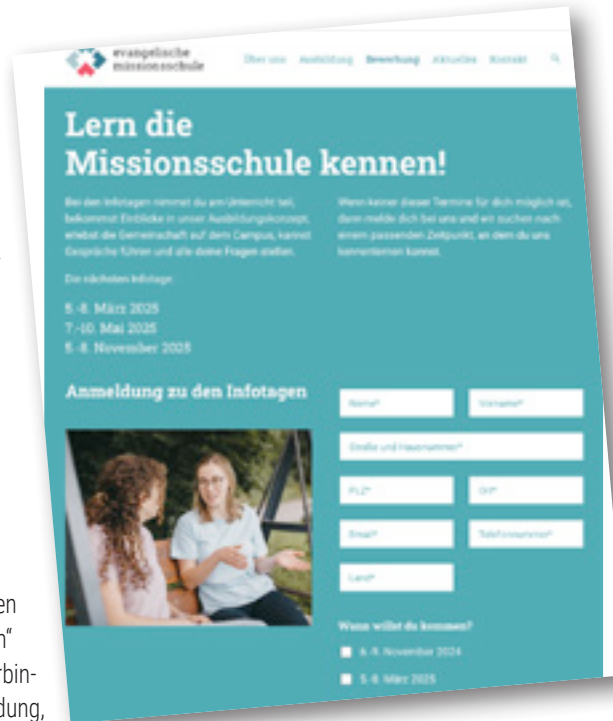 evangelische
missionsschule
Über uns Ausbildung Bewerbung Aktuelles Kontakt
Lern die
Missionsschule kennen!
Bei den Infotagen nimmst du am Unterricht teil,
bekommst Einblicke in unser Ausbildungskonzept,
erlebst die Gemeinschaft auf dem Campus, kannst
Gespräche führen und alle deine Fragen stellen.
Wenn keiner dieser Termine für dich möglich ist,
dann melde dich bei uns und wir suchen nach
einem passenden Zeitpunkt, an dem du uns
kennenlernen kannst.
Die nächsten Infotage:
5.-8. März 2025
7.-10. Mai 2025
5.-8. November 2025
Anmeldung zu den Infotagen
Name* Vorname*
Straße und Hausnummer*
PLZ* Ort*
Email* Telefonnummer*
Land*
Wann willst du kommen?
6.-9. November 2024
5.-8. März 2025
en
n“
rbin-
dung,